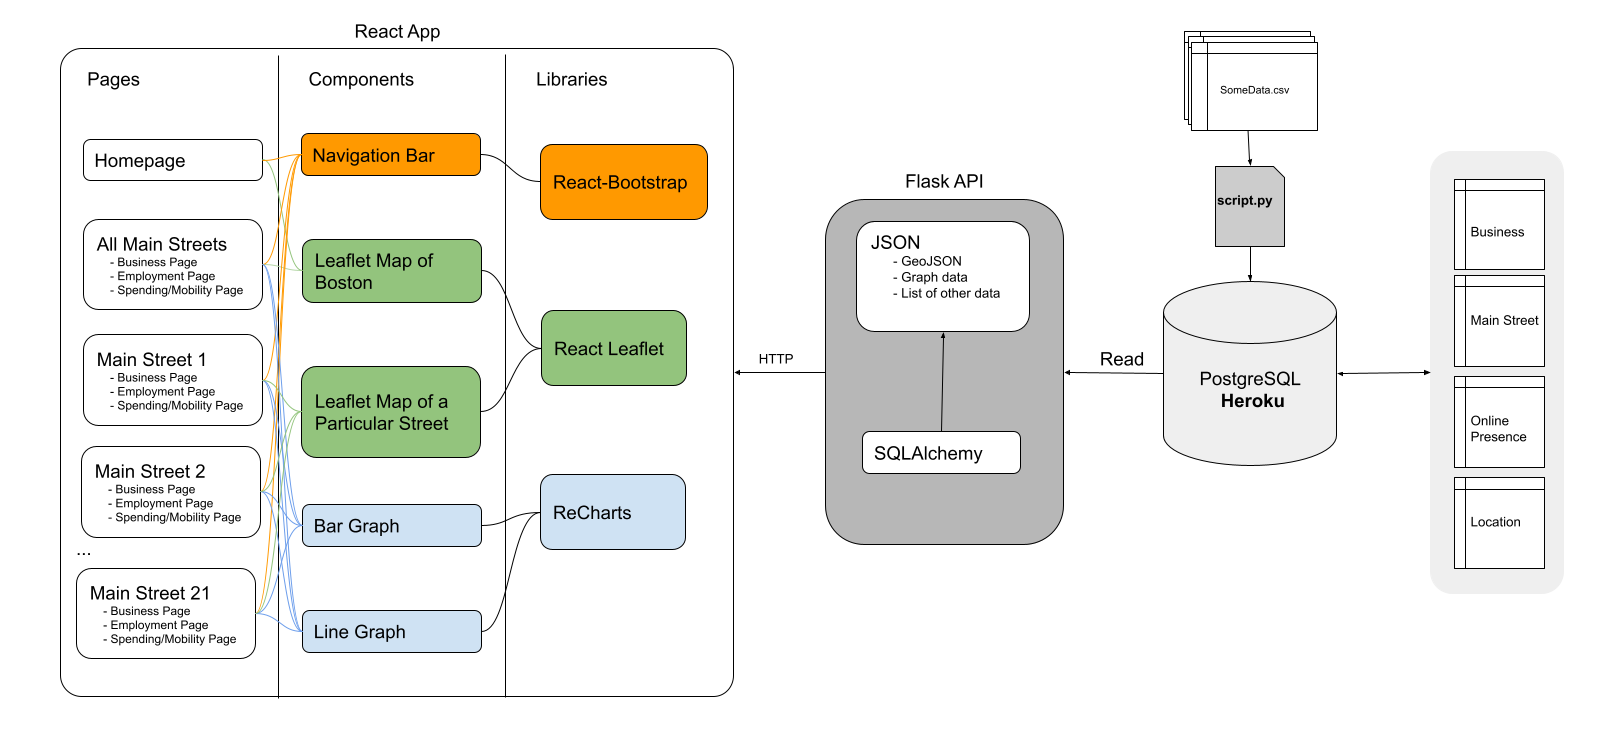 React App
Pages
Components
Libraries
Homepage
All Main Streets
- Business Page
- Employment Page
- Spending/Mobility Page
Main Street 1
- Business Page
- Employment Page
- Spending/Mobility Page
Main Street 2
- Business Page
- Employment Page
- Spending/Mobility Page
...
Main Street 21
- Business Page
- Employment Page
- Spending/Mobility Page
Navigation Bar
Leaflet Map of
Boston
Leaflet Map of a
Particular Street
Bar Graph
Line Graph
React-Bootstrap
React Leaflet
ReCharts
HTTP
Flask API
JSON
- GeoJSON
- Graph data
- List of other data
SQLAlchemy
Read
SomeData.csv
script.py
PostgreSQL
Heroku
Business
Main Street
Online
Presence
Location